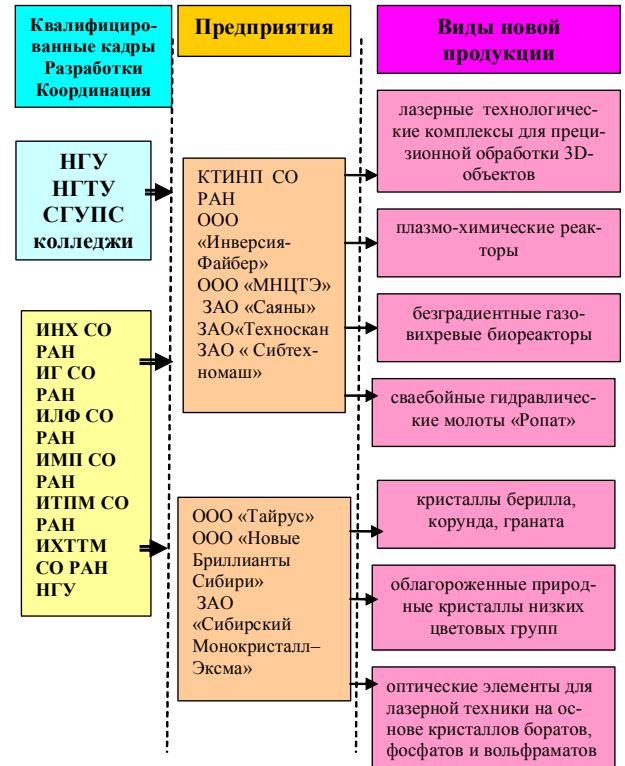 Квалифициро-
ванные кадры
Разработки
Координация
Предприятия
Виды новой
продукции
НГУ
НГТУ
СГУПС
колледжи
ИНХ СО
РАН
ИГ СО
РАН
ИЛФ СО
РАН
ИМП СО
РАН
ИТПМ СО
РАН
ИХТТМ
СО РАН
НГУ
КТИНП СО
РАН
ООО
«Инверсия-
Файбер»
ООО «МНЦТЭ»
ЗАО «Саяны»
ЗАО«Техноскан
ЗАО « Сибтех-
номаш»
ООО «Тайрус»
ООО «Новые
Бриллианты
Сибири»
ЗАО
«Сибирский
Монокристалл–
Эксма»
лазерные технологичес-
кие комплексы для преци-
зионной обработки 3D-
объектов
плазмо-химические реак-
торы
безградиентные газо-
вихревые биореакторы
сваебойные гидравличес-
кие молоты «Ропат»
кристаллы берилла,
корунда, граната
облагороженные природ-
ные кристаллы низких
цветовых групп
оптические элементы для
лазерной техники на ос-
нове кристаллов боратов,
фосфатов и вольфраматов